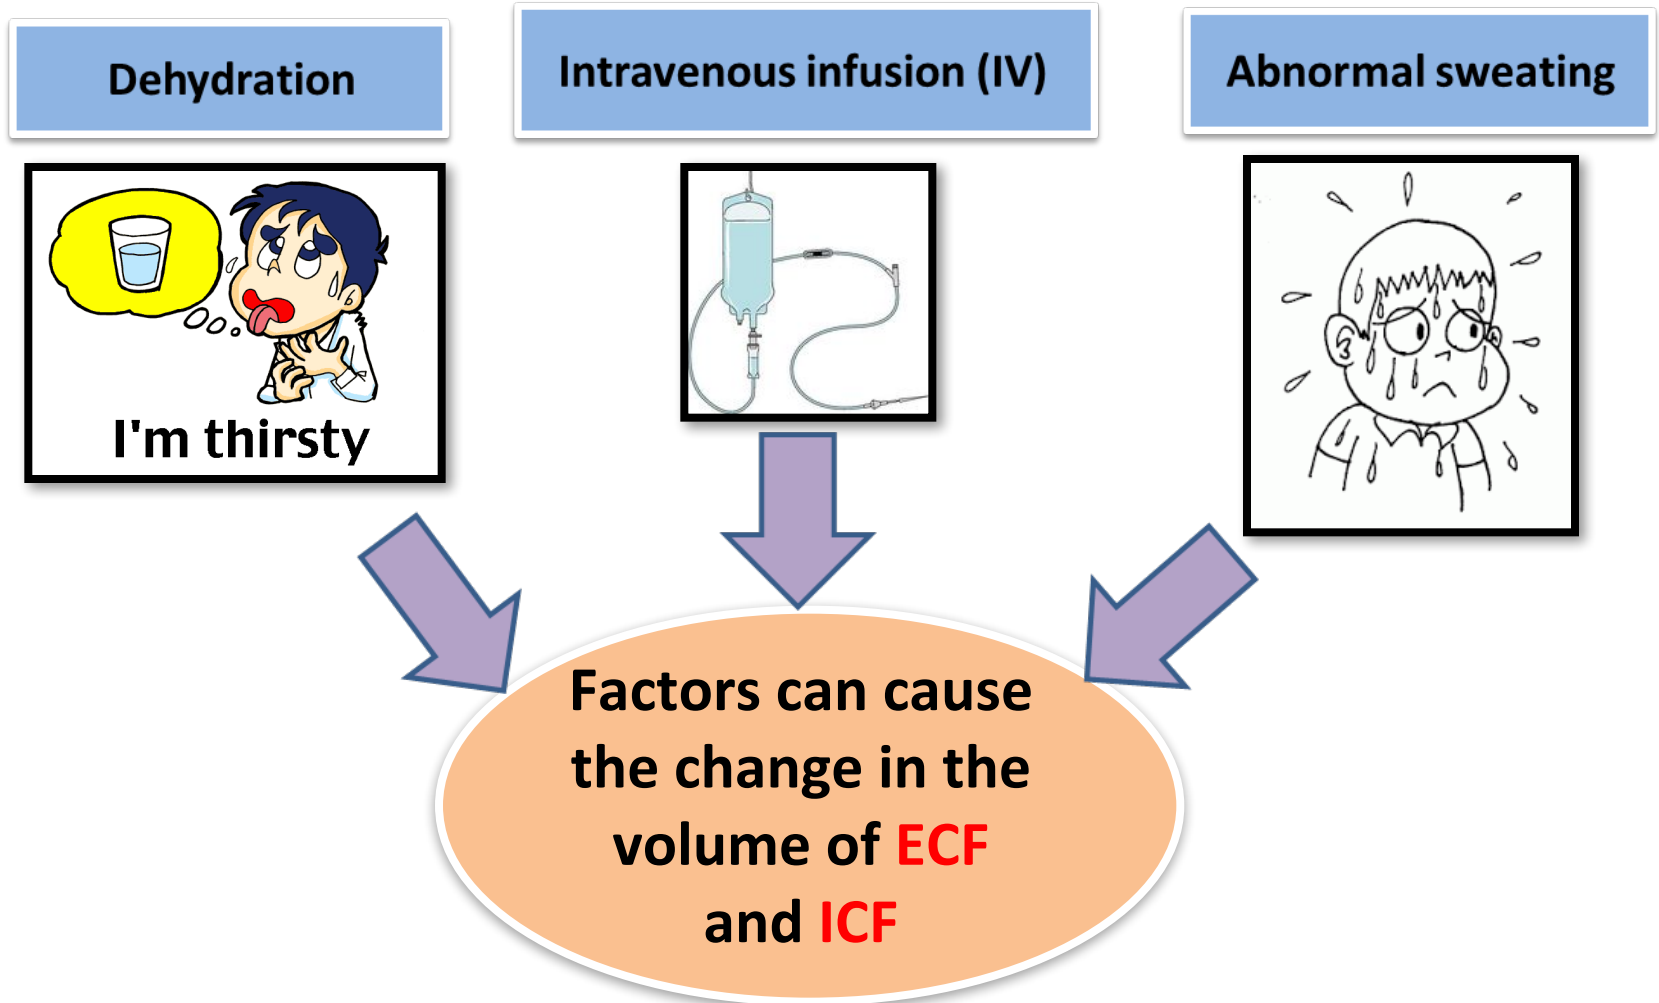 Dehydration
Intravenous infusion (IV)
Abnormal sweating
I'm thirsty
Factors can cause
the change in the
volume of ECF
and ICF